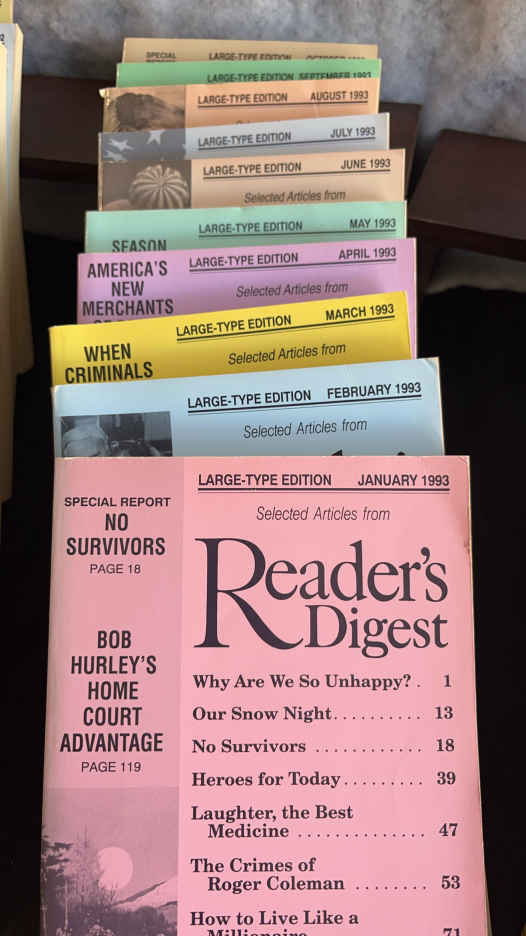 SPECIAL
LARGE-TYPE EDITION
LARGE-TYPE EDITION SEPTEMBER 1993
LARGE-TYPE EDITION AUGUST 1993
LARGE-TYPE EDITION JULY 1993
LARGE-TYPE EDITION JUNE 1993
Selected Articles from
LARGE-TYPE EDITION MAY 1993
SEASON
LARGE-TYPE EDITION APRIL 1993
AMERICA'S
NEW
MERCHANTS
Selected Articles from
LARGE-TYPE EDITION MARCH 1993
WHEN
CRIMINALS
Selected Articles from
LARGE-TYPE EDITION FEBRUARY 1993
Selected Articles from
LARGE-TYPE EDITION JANUARY 1993
Selected Articles from
Reader's
Digest
SPECIAL REPORT
NO
SURVIVORS
PAGE 18
BOB
HURLEY'S
HOME
COURT
ADVANTAGE
PAGE 119
Why Are We So Unhappy? . 1
Our Snow Night.......... 13
No Survivors ............ 18
Heroes for Today......... 39
Laughter, the Best
Medicine .............. 47
The Crimes of
Roger Coleman ........ 53
How to Live Like a
Millionaire 71